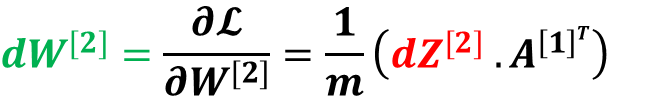 dW^[2] = ∂ℒ/∂W^[2] = 1/m (dZ^[2] . A^[1]^T)